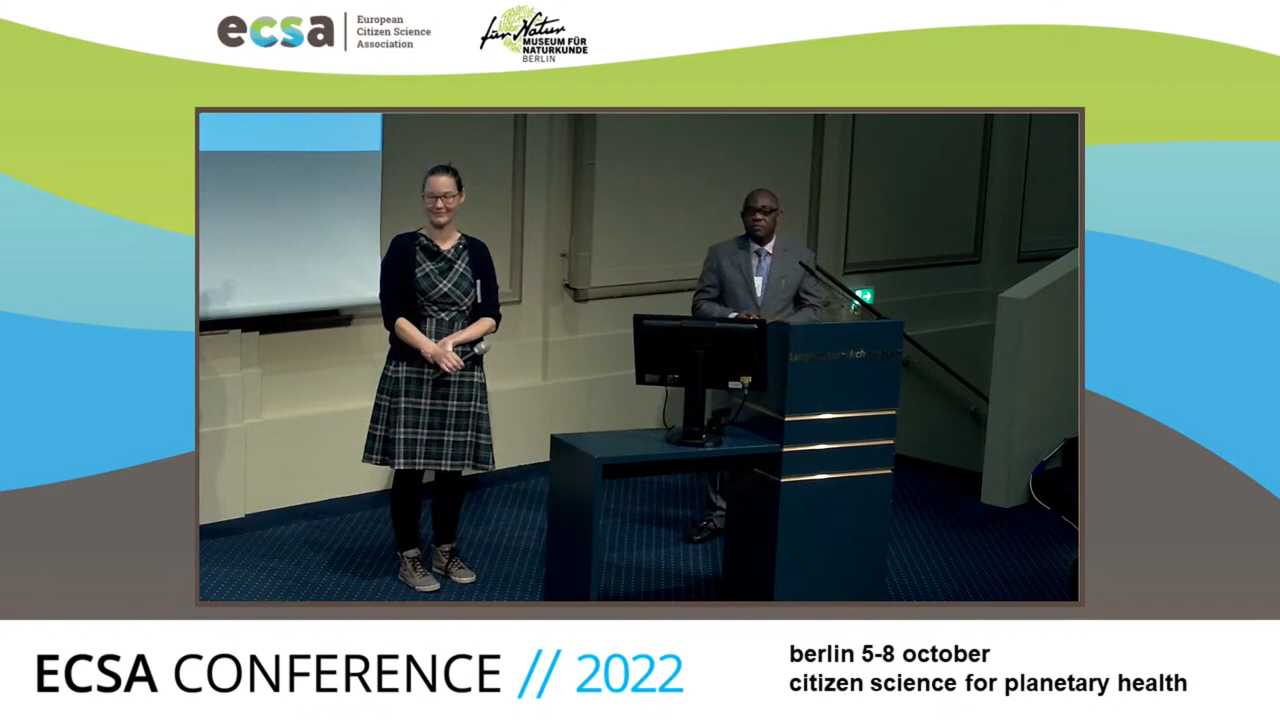 ecsa
European
Citizen Science
Association
für Natur
MUSEUM FÜR
NATURKUNDE
BERLIN
ECSA CONFERENCE // 2022
berlin 5-8 october
citizen science for planetary health